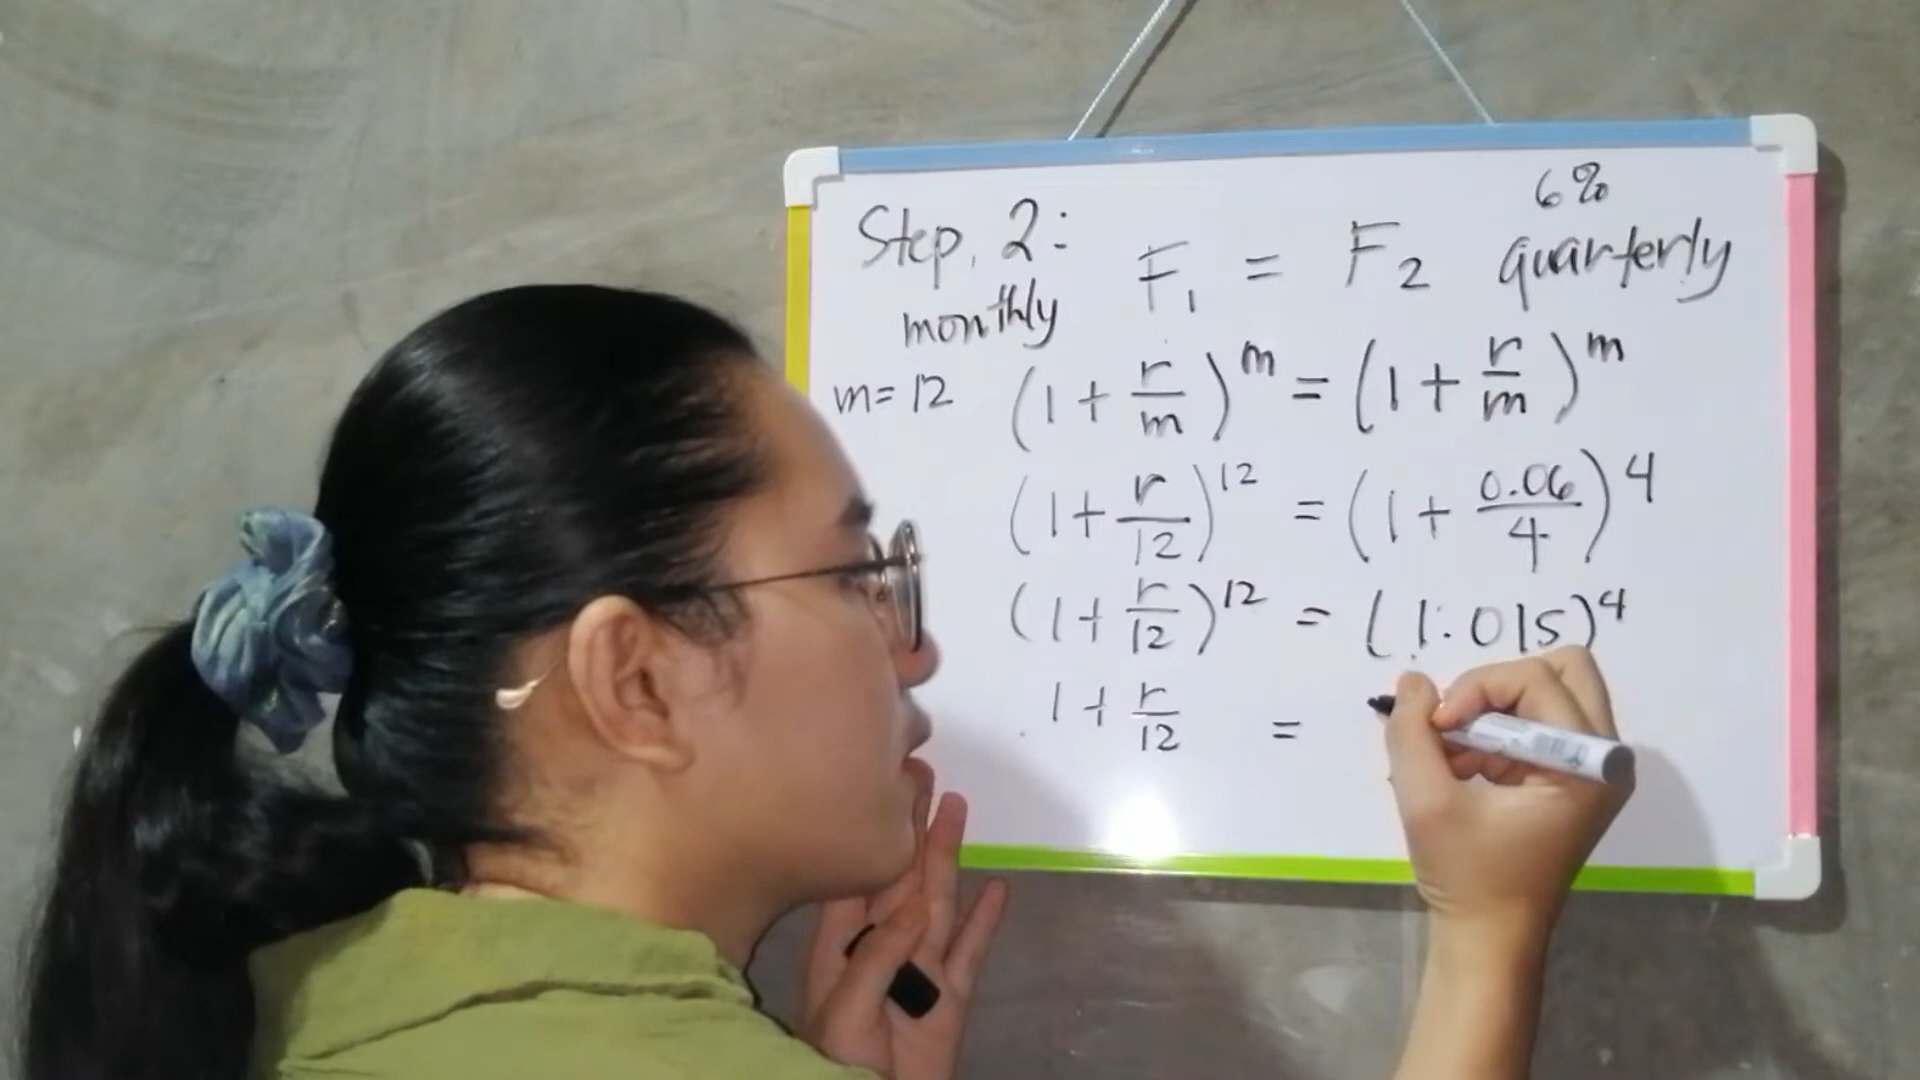 6%
Step. 2: F₁ = F₂ quarterly
monthly
m = 12 (1 + r/m)^m = (1 + r/m)^m
(1 + r/12)^12 = (1 + 0.06/4)^4
(1 + r/12)^12 = (1.015)^4
1 + r/12 =